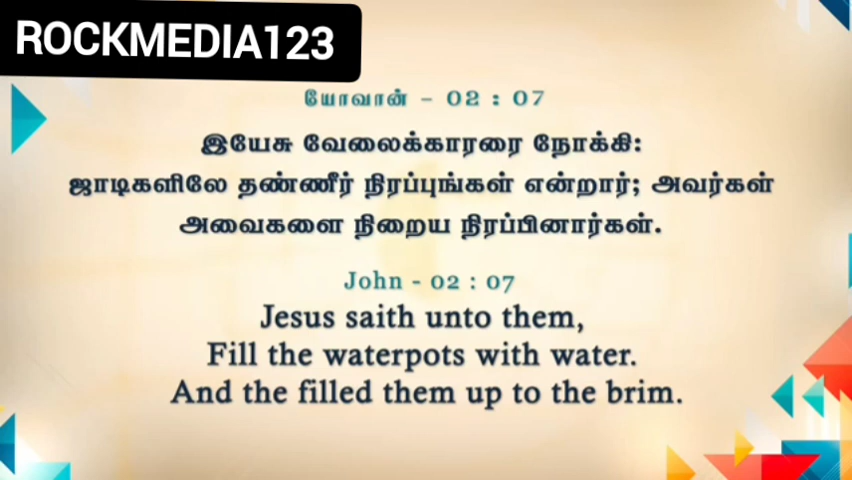 ROCKMEDIA123
யோவான் – 02 : 07
இயேசு வேலைக்காரரை நோக்கி:
ஜாடிகளிலே தண்ணீர் நிரப்புங்கள் என்றார்; அவர்கள்
அவைகளை நிறைய நிரப்பினார்கள்.
John - 02 : 07
Jesus saith unto them,
Fill the waterpots with water.
And the filled them up to the brim.